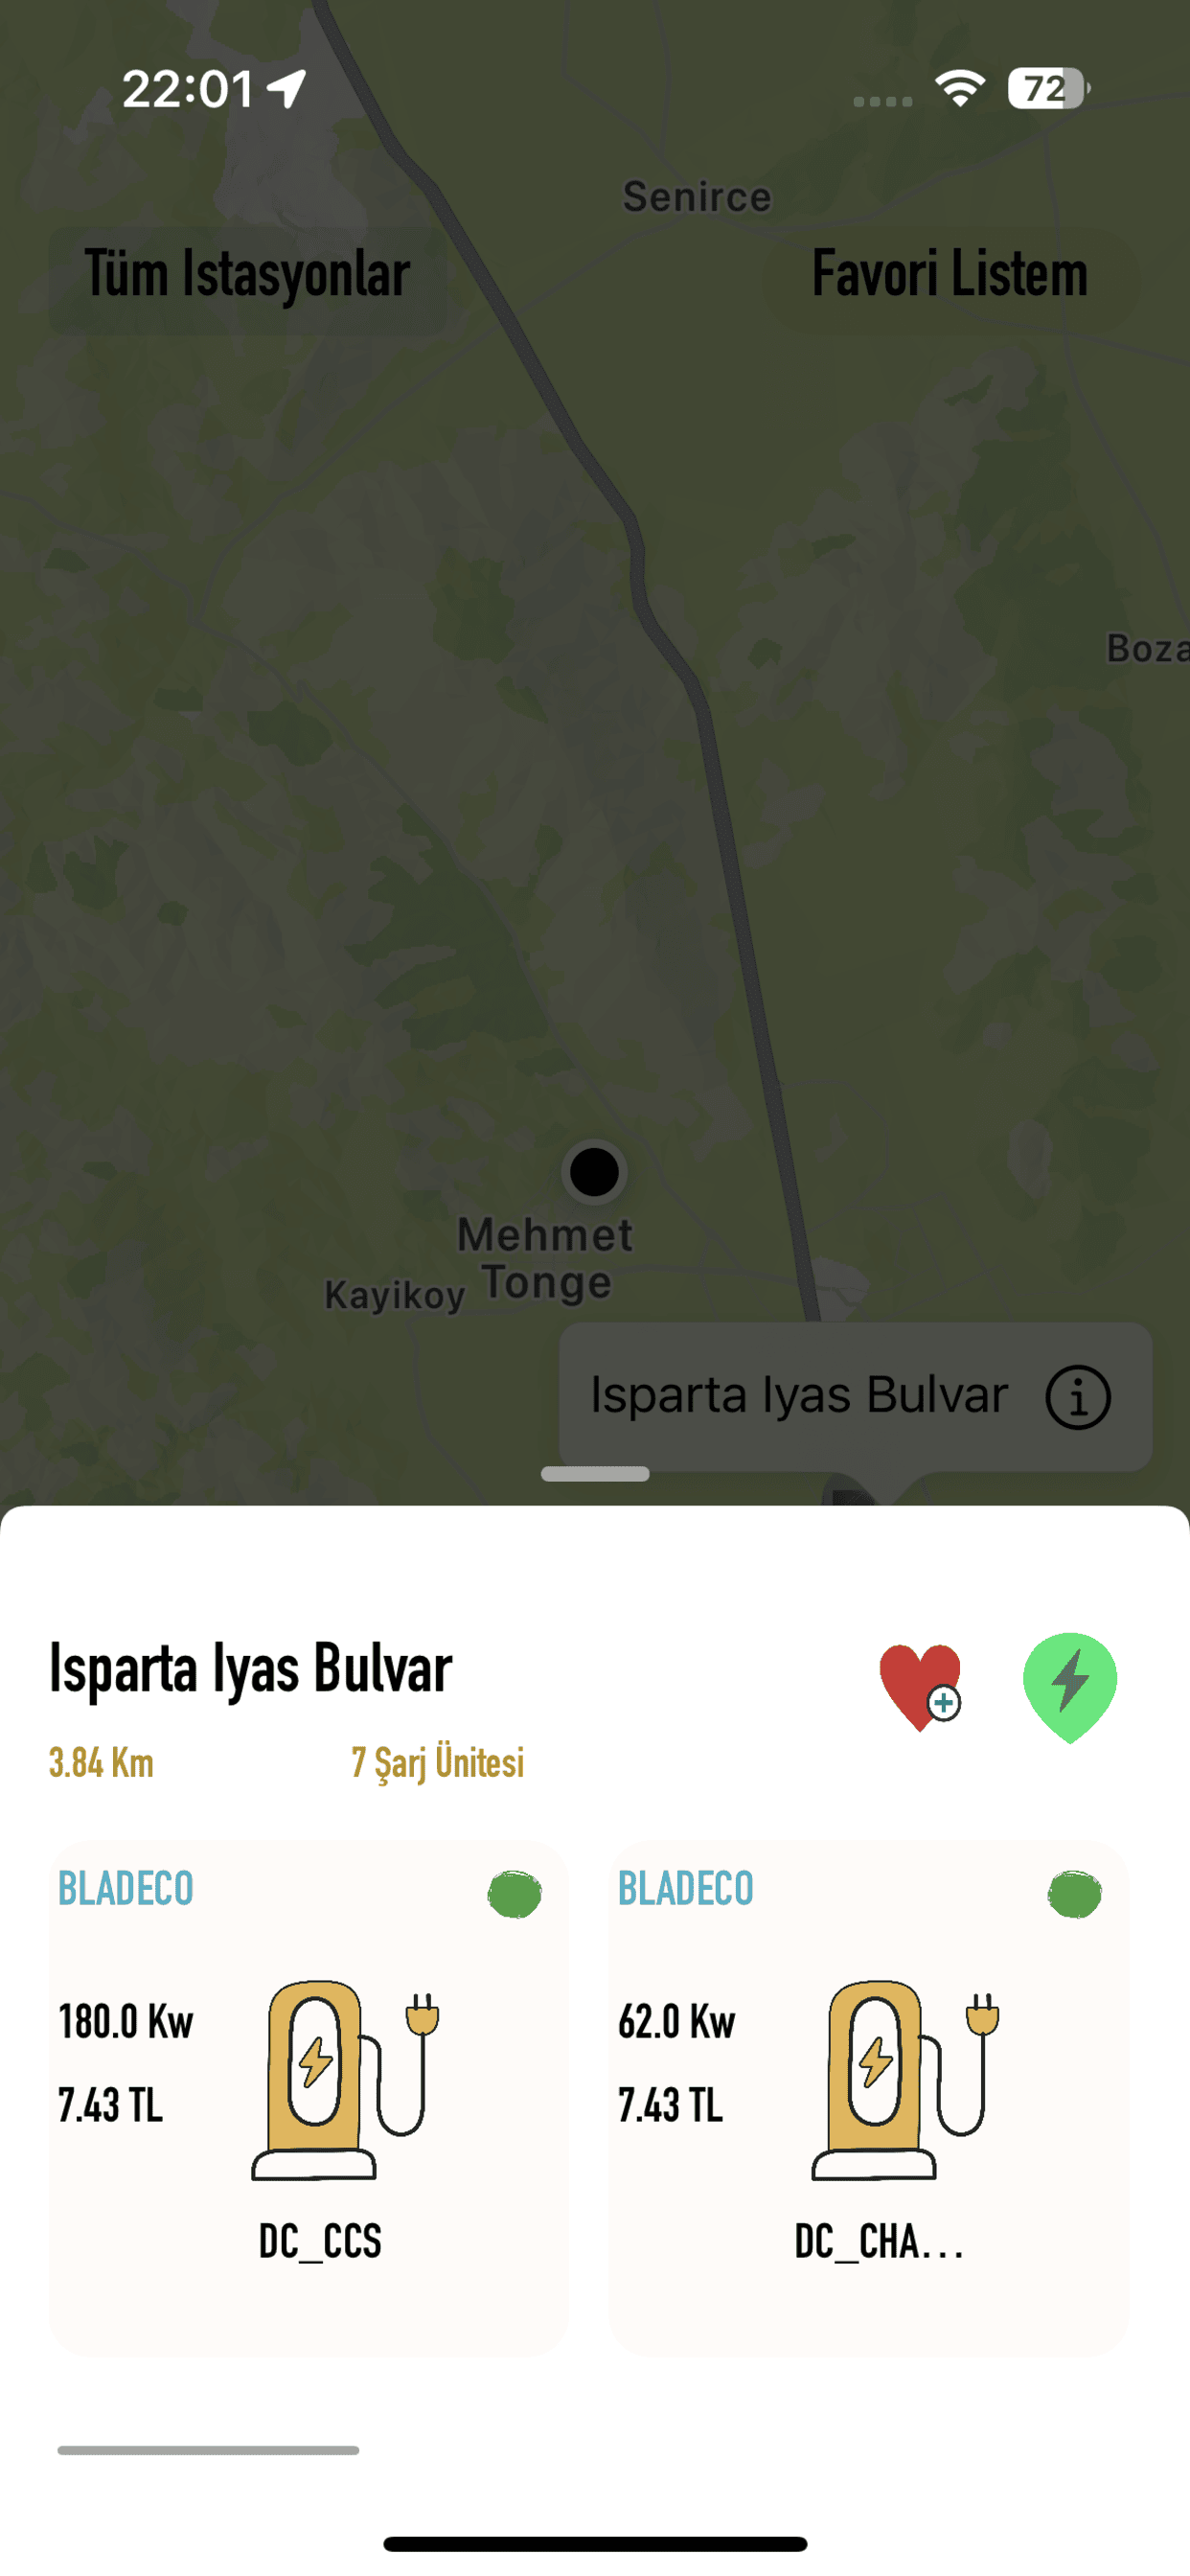 22:01
72
Senirce
Tüm Istasyonlar
Favori Listem
Boza
Mehmet
Tonge
Kayikoy
Isparta Iyas Bulvar
Isparta Iyas Bulvar
3.84 Km
7 Şarj Ünitesi
BLADECO
180.0 Kw
7.43 TL
DC_CCS
BLADECO
62.0 Kw
7.43 TL
DC_CHA...